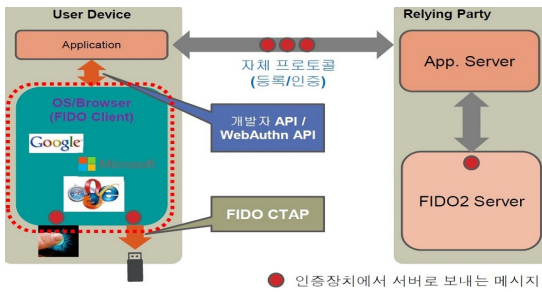 User Device
Relying Party
Application
자체 프로토콜
(등록/인증)
App. Server
OS/Browser
(FIDO Client)
개발자 API /
WebAuthn API
Google
Microsoft
FIDO2 Server
FIDO CTAP
인증장치에서 서버로 보내는 메시지